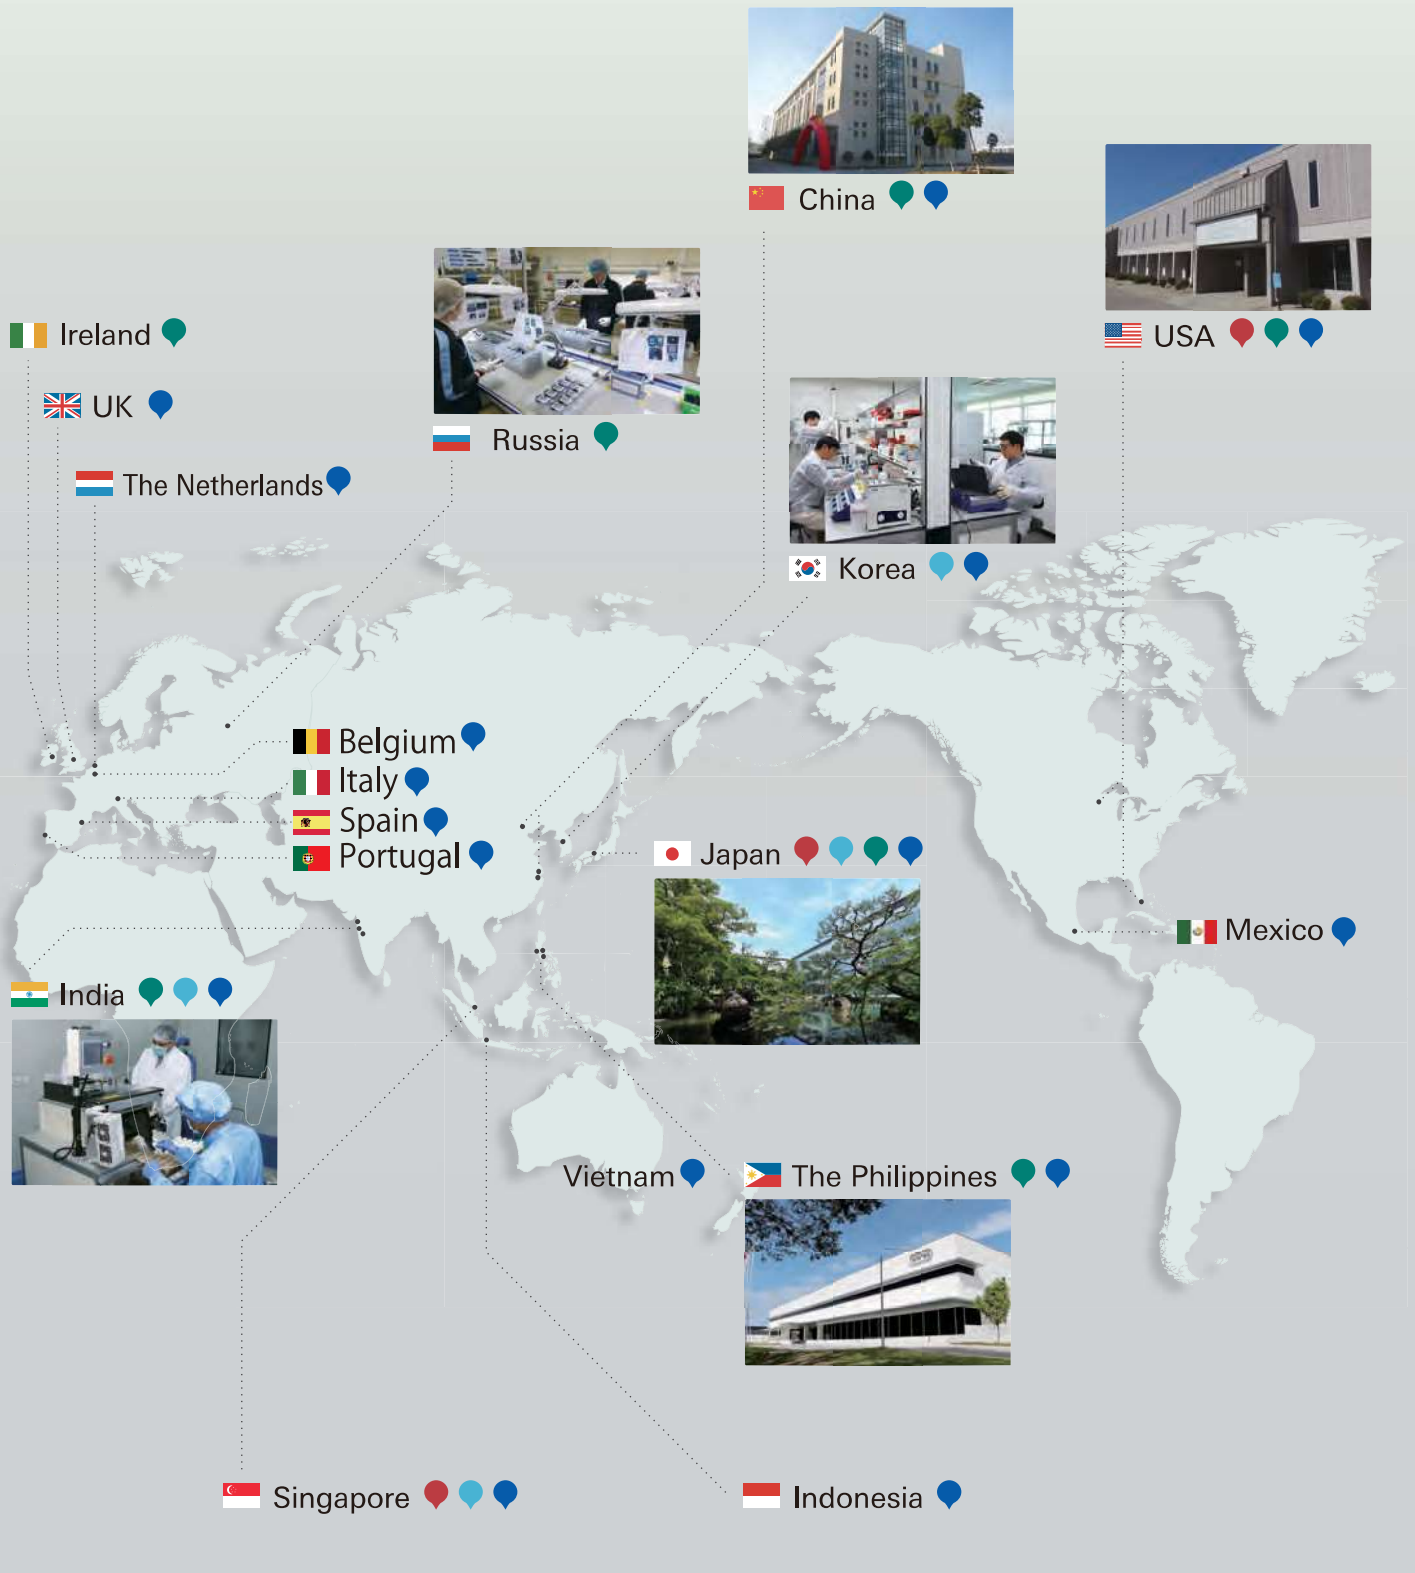 China
USA
Ireland
UK
Russia
The Netherlands
Korea
Belgium
Italy
Spain
Portugal
Japan
Mexico
India
Vietnam
The Philippines
Singapore
Indonesia